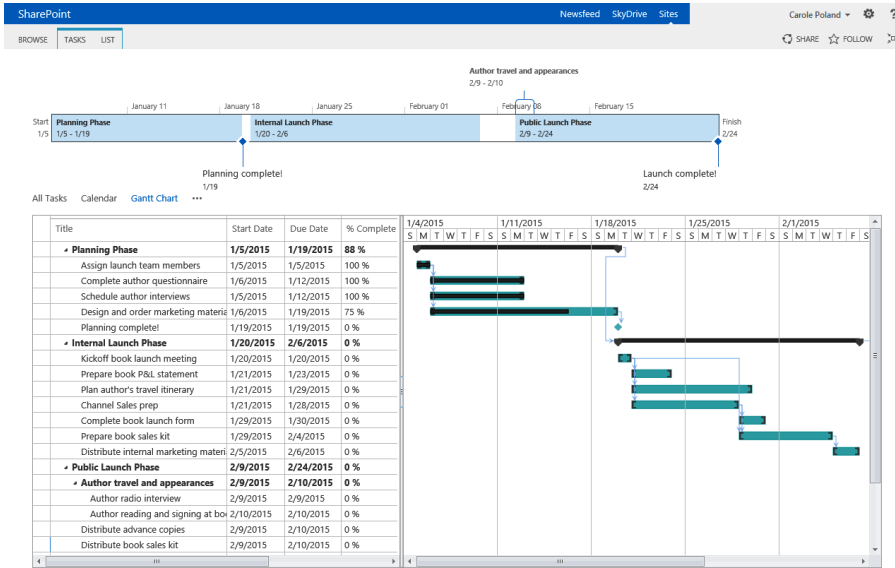 SharePoint Newsfeed SkyDrive Sites Carole Poland ?
BROWSE TASKS LIST SHARE FOLLOW
Author travel and appearances
2/9 - 2/10
January 11 January 18 January 25 February 01 February 08 February 15
Start Planning Phase Internal Launch Phase Public Launch Phase Finish
1/5 1/5 - 1/19 1/20 - 2/6 2/9 - 2/24 2/24
Planning complete! Launch complete!
1/19 2/24
All Tasks Calendar Gantt Chart •••
1/4/2015 1/11/2015 1/18/2015 1/25/2015 2/1/2015
Title Start Date Due Date % Complete S M T W T F S S M T W T F S S M T W T F S S M T W T F S S M T W T F S
Planning Phase 1/5/2015 1/19/2015 88 %
Assign launch team members 1/5/2015 1/5/2015 100 %
Complete author questionnaire 1/6/2015 1/12/2015 100 %
Schedule author interviews 1/5/2015 1/12/2015 100 %
Design and order marketing materia 1/6/2015 1/19/2015 75 %
Planning complete! 1/19/2015 1/19/2015 0 %
Internal Launch Phase 1/20/2015 2/6/2015 0 %
Kickoff book launch meeting 1/20/2015 1/20/2015 0 %
Prepare book P&L statement 1/21/2015 1/23/2015 0 %
Plan author's travel itinerary 1/21/2015 1/29/2015 0 %
Channel Sales prep 1/21/2015 1/28/2015 0 %
Complete book launch form 1/29/2015 1/30/2015 0 %
Prepare book sales kit 1/29/2015 2/4/2015 0 %
Distribute internal marketing materi 2/5/2015 2/6/2015 0 %
Public Launch Phase 2/9/2015 2/24/2015 0 %
Author travel and appearances 2/9/2015 2/10/2015 0 %
Author radio interview 2/9/2015 2/9/2015 0 %
Author reading and signing at bo 2/10/2015 2/10/2015 0 %
Distribute advance copies 2/9/2015 2/10/2015 0 %
Distribute book sales kit 2/9/2015 2/10/2015 0 %